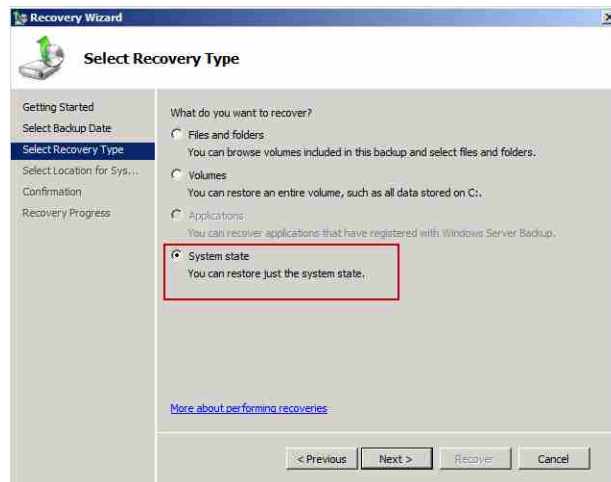 Recovery Wizard
Select Recovery Type
Getting Started
Select Backup Date
Select Recovery Type
Select Location for Sys...
Confirmation
Recovery Progress
What do you want to recover?
Files and folders
You can browse volumes included in this backup and select files and folders.
Volumes
You can restore an entire volume, such as all data stored on C:.
Applications
You can recover applications that have registered with Windows Server Backup.
System state
You can restore just the system state.
More about performing recoveries
< Previous
Next >
Recover
Cancel